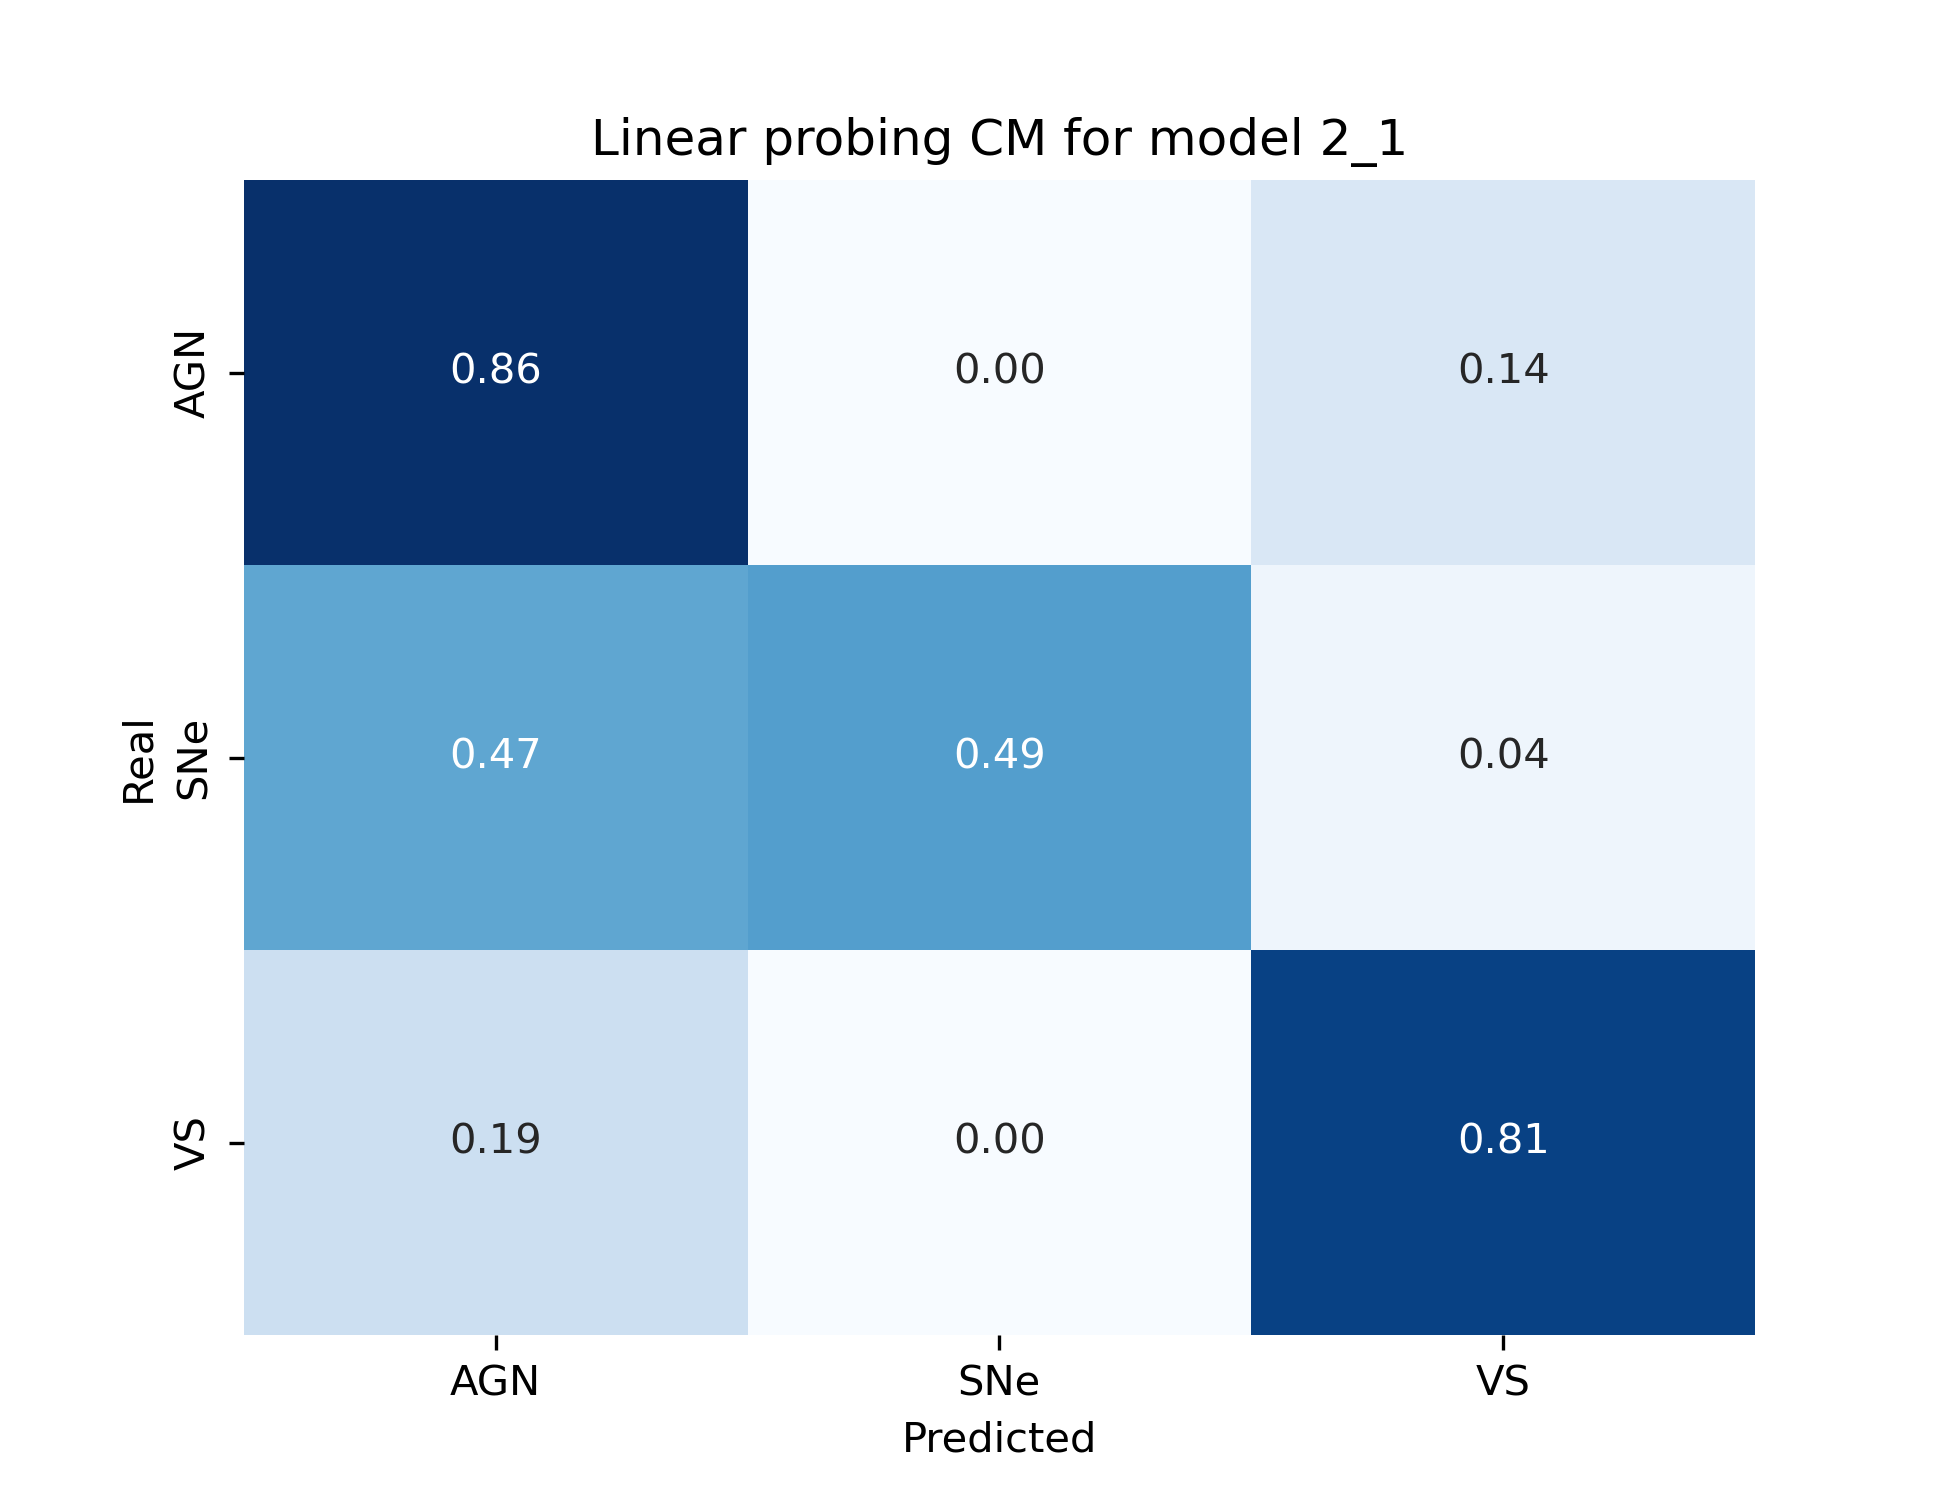 Linear probing CM for model 2_1
AGN
0.86
0.00
0.14
Real
SNe
0.47
0.49
0.04
VS
0.19
0.00
0.81
AGN
SNe
VS
Predicted